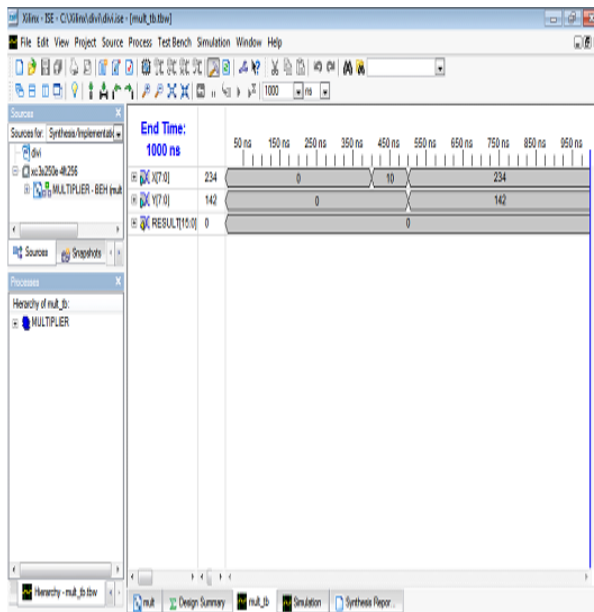 Xilinx - ISE - C:\Xilinx\divi\divi.ise - [mult_tb.tbw]
File Edit View Project Source Process Test Bench Simulation Window Help
1000 ns
Sources
Sources for: Synthesis/Implementati
divi
xc3s250e-4ft256
MULTIPLIER - BEH (mult
Sources Snapshots
Processes
Hierarchy of mult_tb:
MULTIPLIER
Hierarchy - mult_tb.tbw
End Time:
1000 ns
50 ns 150 ns 250 ns 350 ns 450 ns 550 ns 650 ns 750 ns 850 ns 950 ns
X[7:0] 234 0 10 234
Y[7:0] 142 0 142
RESULT[15:0] 0 0
mult Design Summary mult_tb Simulation Synthesis Repor...